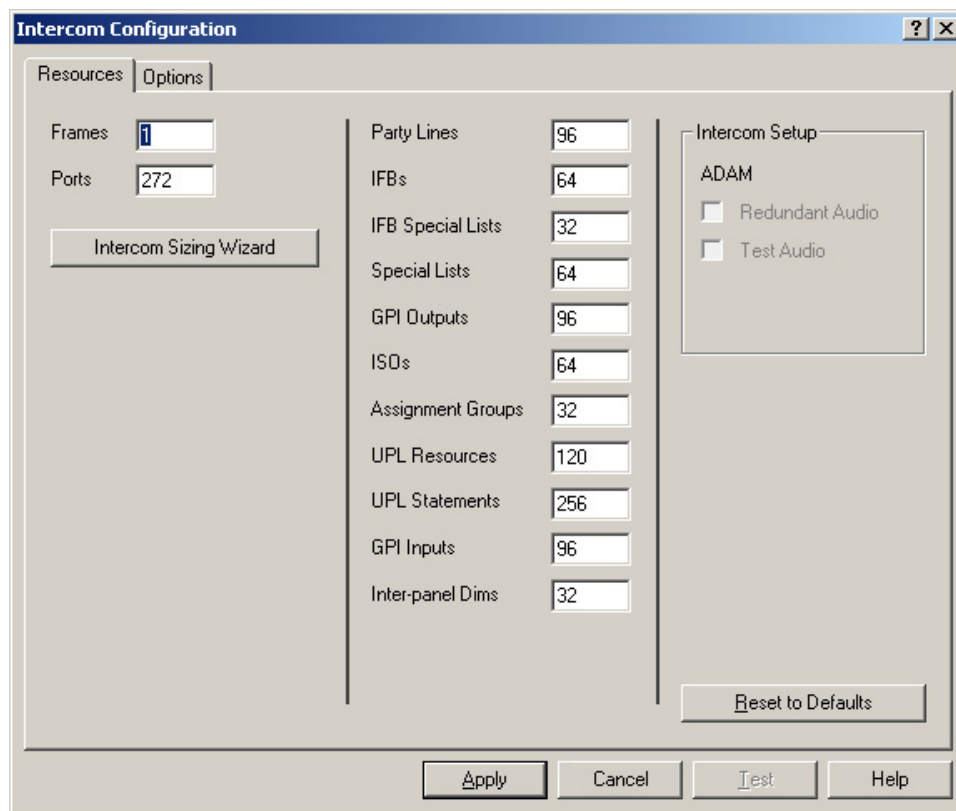 Intercom Configuration
Resources
Options
Frames 1
Ports 272
Intercom Sizing Wizard
Party Lines 96
IFBs 64
IFB Special Lists 32
Special Lists 64
GPI Outputs 96
ISOs 64
Assignment Groups 32
UPL Resources 120
UPL Statements 256
GPI Inputs 96
Inter-panel Dims 32
Intercom Setup
ADAM
Redundant Audio
Test Audio
Reset to Defaults
Apply
Cancel
Test
Help